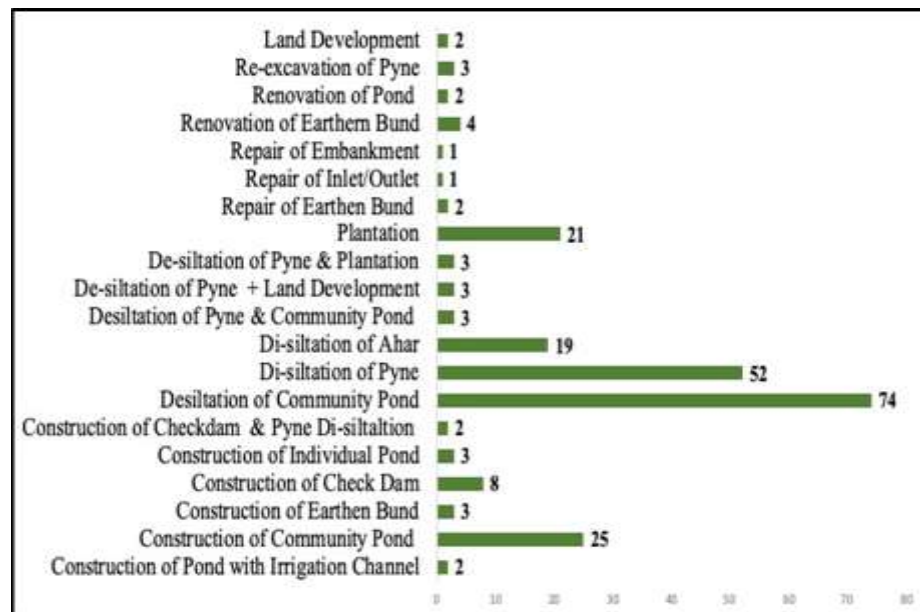 Land Development 2
Re-excavation of Pyne 3
Renovation of Pond 2
Renovation of Earthern Bund 4
Repair of Embankment 1
Repair of Inlet/Outlet 1
Repair of Earthen Bund 2
Plantation 21
De-siltation of Pyne & Plantation 3
De-siltation of Pyne + Land Development 3
Desiltation of Pyne & Community Pond 3
Di-siltation of Ahar 19
Di-siltation of Pyne 52
Desiltation of Community Pond 74
Construction of Checkdam & Pyne Di-siltaltion 2
Construction of Individual Pond 3
Construction of Check Dam 8
Construction of Earthen Bund 3
Construction of Community Pond 25
Construction of Pond with Irrigation Channel 2
0 10 20 30 40 50 60 70 80